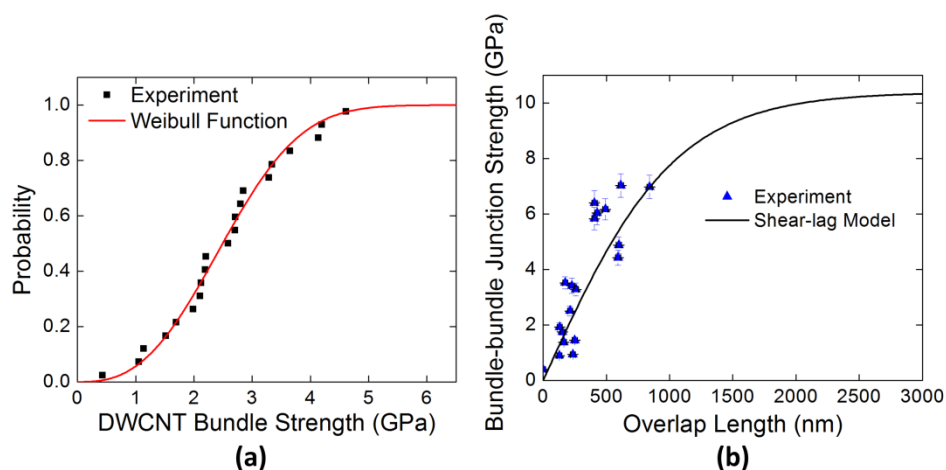 Probability
1.0
0.8
0.6
0.4
0.2
0.0
Experiment
Weibull Function
0 1 2 3 4 5 6
DWCNT Bundle Strength (GPa)
(a)
Bundle-bundle Junction Strength (GPa)
10
8
6
4
2
0
Experiment
Shear-lag Model
0 500 1000 1500 2000 2500 3000
Overlap Length (nm)
(b)